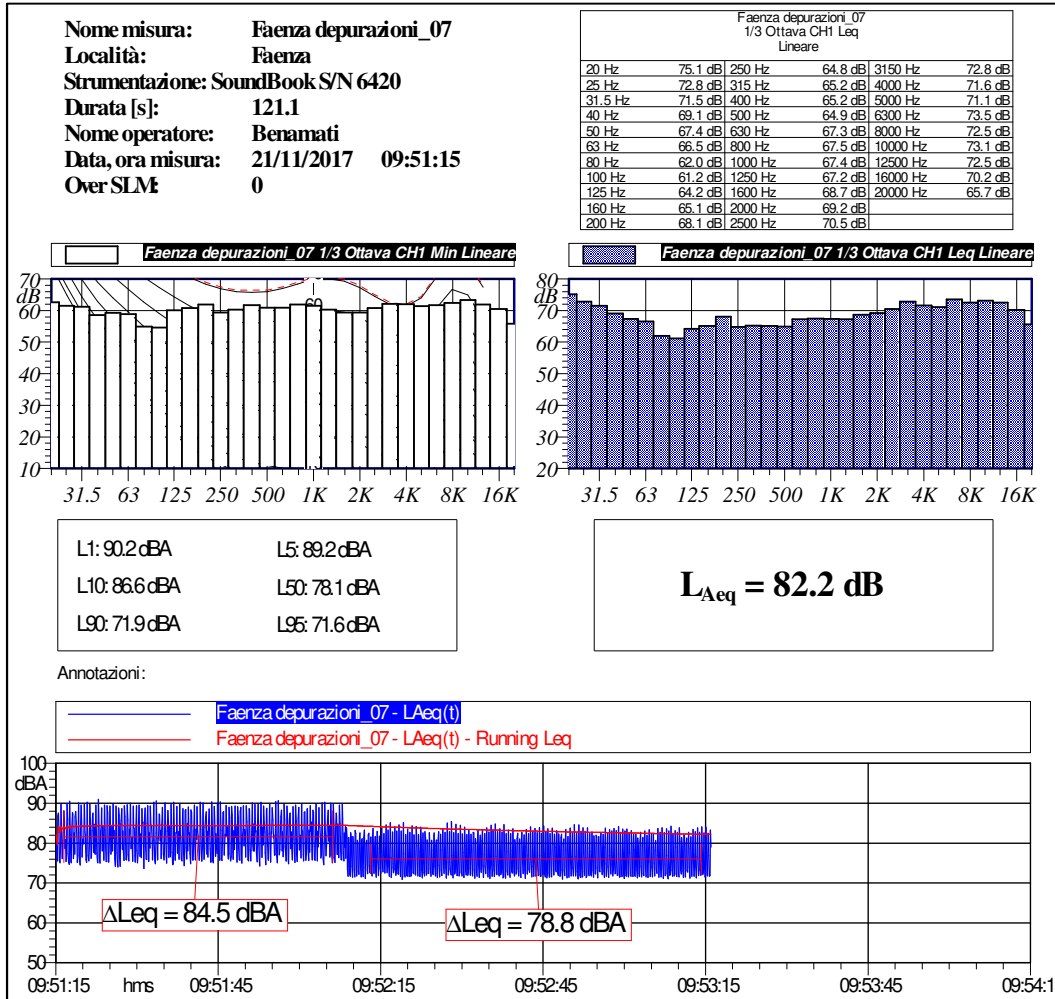 Nome misura: Faenza depurazioni_07
Località: Faenza
Strumentazione: SoundBook S/N 6420
Durata [s]: 121.1
Nome operatore: Benamati
Data, ora misura: 21/11/2017 09:51:15
Over SLM: 0
Faenza depurazioni_07
1/3 Ottava CH1 Leq
Lineare
20 Hz 75.1 dB 250 Hz 64.8 dB 3150 Hz 72.8 dB
25 Hz 72.8 dB 315 Hz 65.2 dB 4000 Hz 71.6 dB
31.5 Hz 71.5 dB 400 Hz 65.2 dB 5000 Hz 71.1 dB
40 Hz 69.1 dB 500 Hz 64.9 dB 6300 Hz 73.5 dB
50 Hz 67.4 dB 630 Hz 67.3 dB 8000 Hz 72.5 dB
63 Hz 66.5 dB 800 Hz 67.5 dB 10000 Hz 73.1 dB
80 Hz 62.0 dB 1000 Hz 67.4 dB 12500 Hz 72.5 dB
100 Hz 61.2 dB 1250 Hz 67.2 dB 16000 Hz 70.2 dB
125 Hz 64.2 dB 1600 Hz 68.7 dB 20000 Hz 65.7 dB
160 Hz 65.1 dB 2000 Hz 69.2 dB
200 Hz 68.1 dB 2500 Hz 70.5 dB
Faenza depurazioni_07 1/3 Ottava CH1 Min Lineare
70
dB
60
50
40
30
20
10
31.5 63 125 250 500 1K 2K 4K 8K 16K
Faenza depurazioni_07 1/3 Ottava CH1 Leq Lineare
80
dB
70
60
50
40
30
20
31.5 63 125 250 500 1K 2K 4K 8K 16K
L1: 90.2 dBA L5: 89.2 dBA
L10: 86.6 dBA L50: 78.1 dBA
L90: 71.9 dBA L95: 71.6 dBA
LAeq = 82.2 dB
Annotazioni:
Faenza depurazioni_07 - LAeq(t)
Faenza depurazioni_07 - LAeq(t) - Running Leq
100
dBA
90
80
70
60
50
ΔLeq = 84.5 dBA
ΔLeq = 78.8 dBA
09:51:15 hms 09:51:45 09:52:15 09:52:45 09:53:15 09:53:45 09:54:1